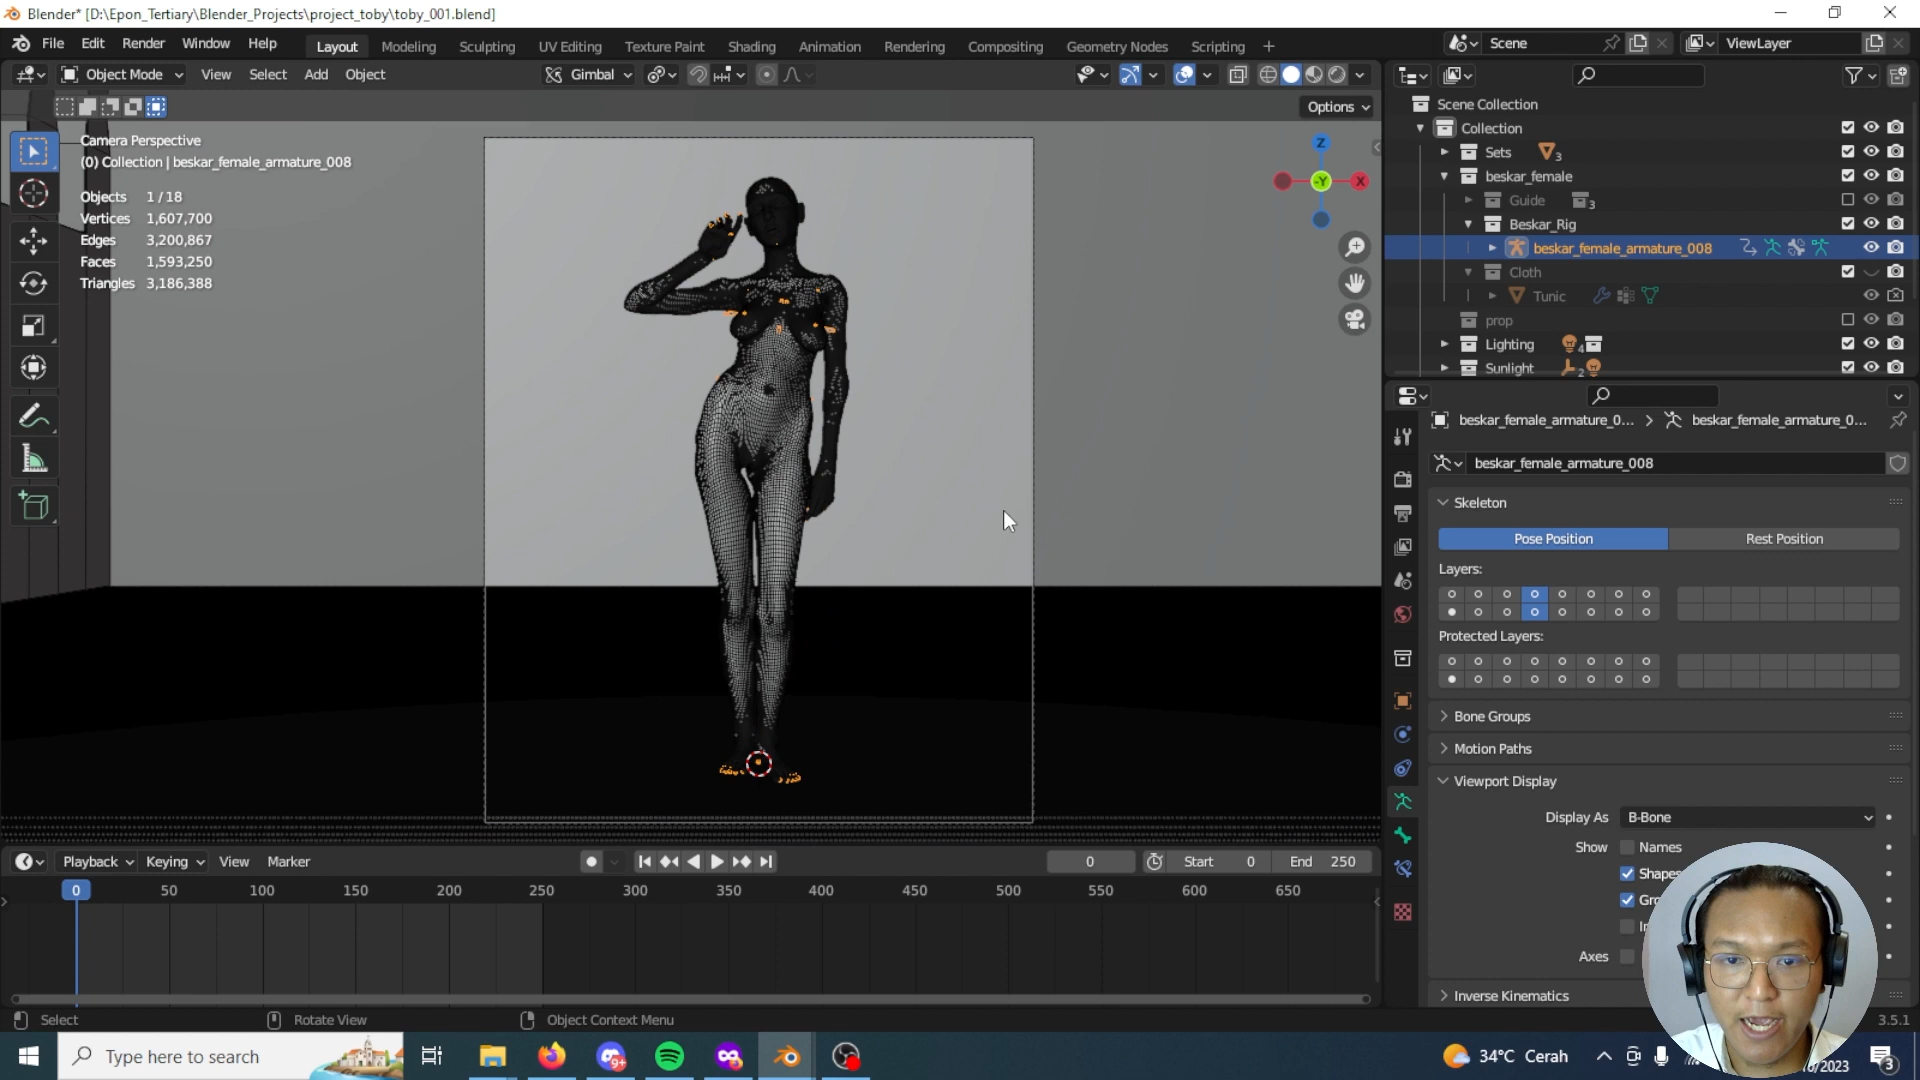 Blender* [D:\Epon_Tertiary\Blender_Projects\project_toby\toby_001.blend]
File Edit Render Window Help Layout Modeling Sculpting UV Editing Texture Paint Shading Animation Rendering Compositing Geometry Nodes Scripting + Scene ViewLayer
Object Mode View Select Add Object Gimbal
Options
Camera Perspective
(0) Collection | beskar_female_armature_008
Objects 1/18
Vertices 1,607,700
Edges 3,200,867
Faces 1,593,250
Triangles 3,186,388
Z
-Y
X
Scene Collection
Collection
Sets 3
beskar_female
Guide 3
Beskar_Rig
beskar_female_armature_008
Cloth
Tunic
prop
Lighting 4
Sunlight 2
beskar_female_armature_0... > beskar_female_armature_0...
beskar_female_armature_008
Skeleton
Pose Position Rest Position
Layers:
Protected Layers:
Bone Groups
Motion Paths
Viewport Display
Display As B-Bone
Show Names
Shapes
Axes
Inverse Kinematics
Playback Keying View Marker 0 Start 0 End 250
0 50 100 150 200 250 300 350 400 450 500 550 600 650
Select Rotate View Object Context Menu 3.5.1
Type here to search 9+ 34°C Cerah 3